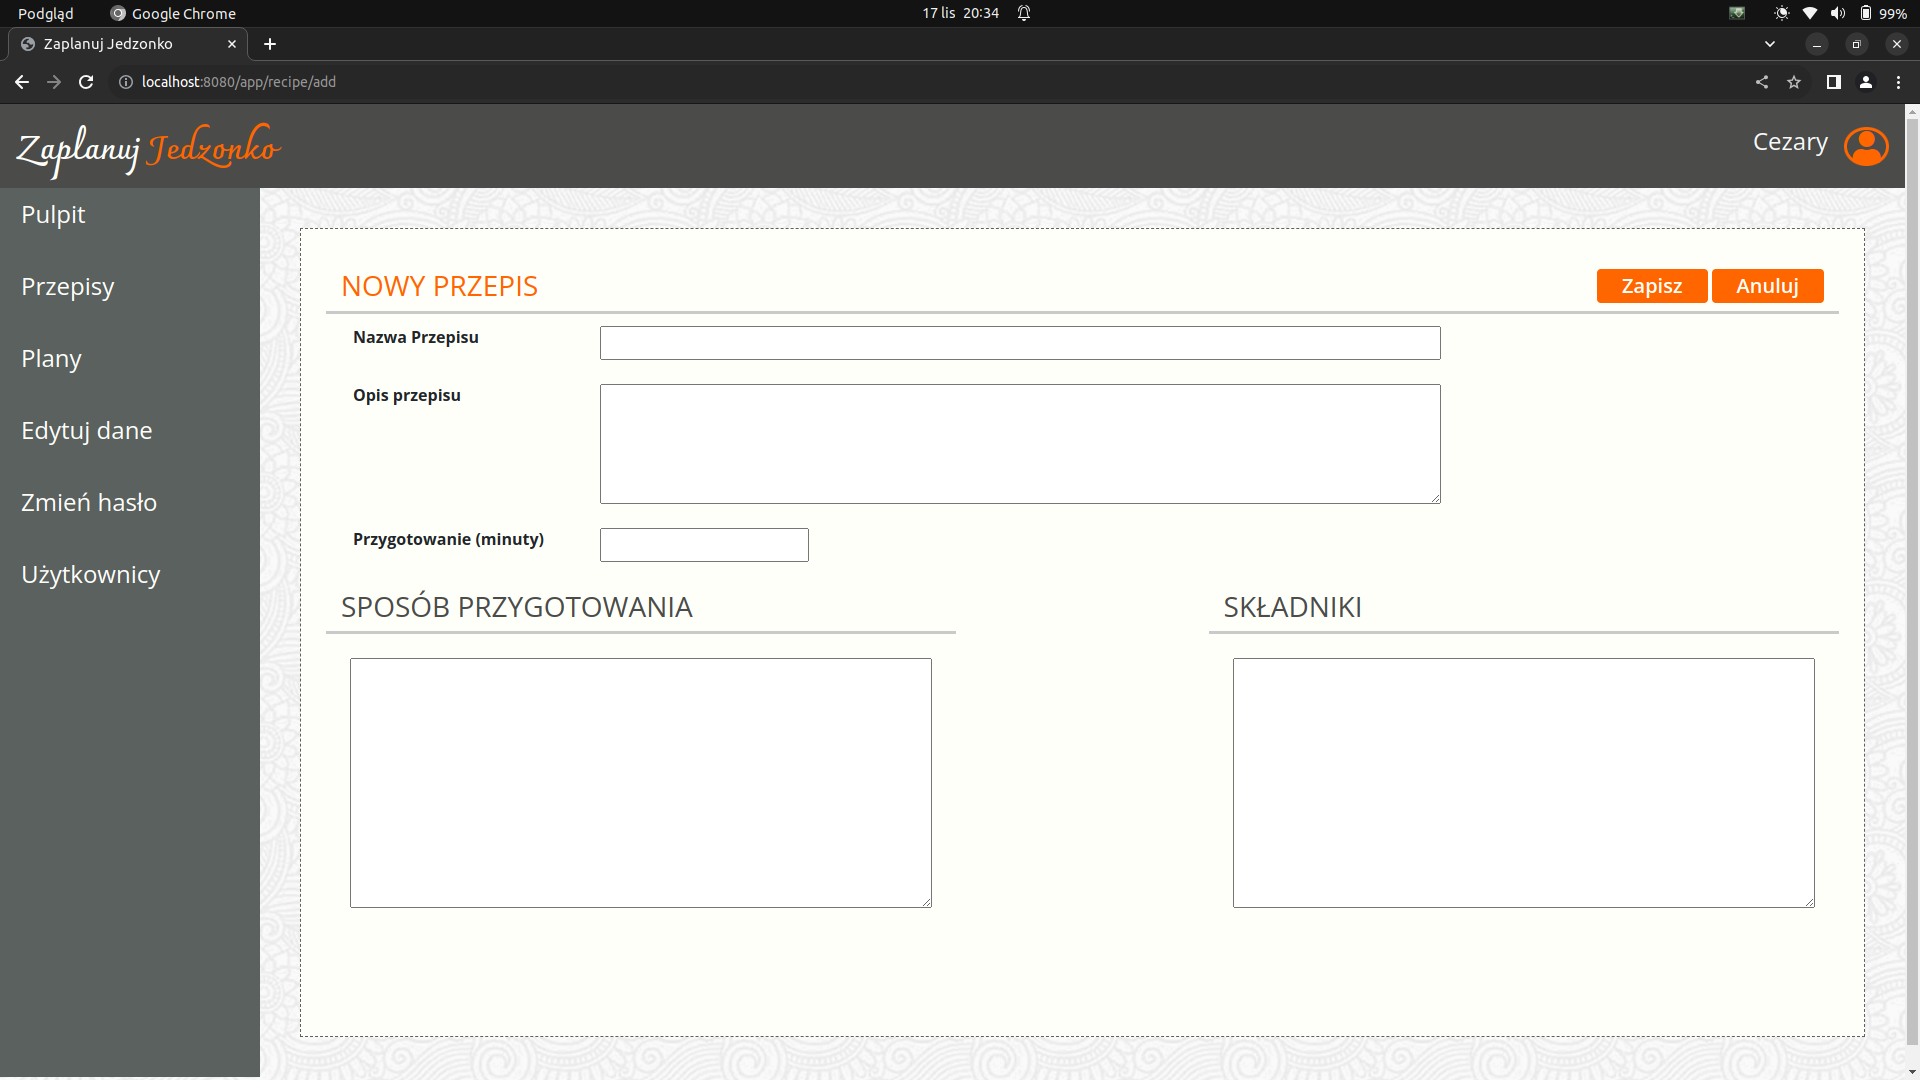 Podgląd Google Chrome 17 lis 20:34 99%
Zaplanuj Jedzonko
localhost:8080/app/recipe/add
Zaplanuj Jedzonko
Cezary
Pulpit
Przepisy
Plany
Edytuj dane
Zmień hasło
Użytkownicy
NOWY PRZEPIS
Zapisz Anuluj
Nazwa Przepisu
Opis przepisu
Przygotowanie (minuty)
SPOSÓB PRZYGOTOWANIA
SKŁADNIKI